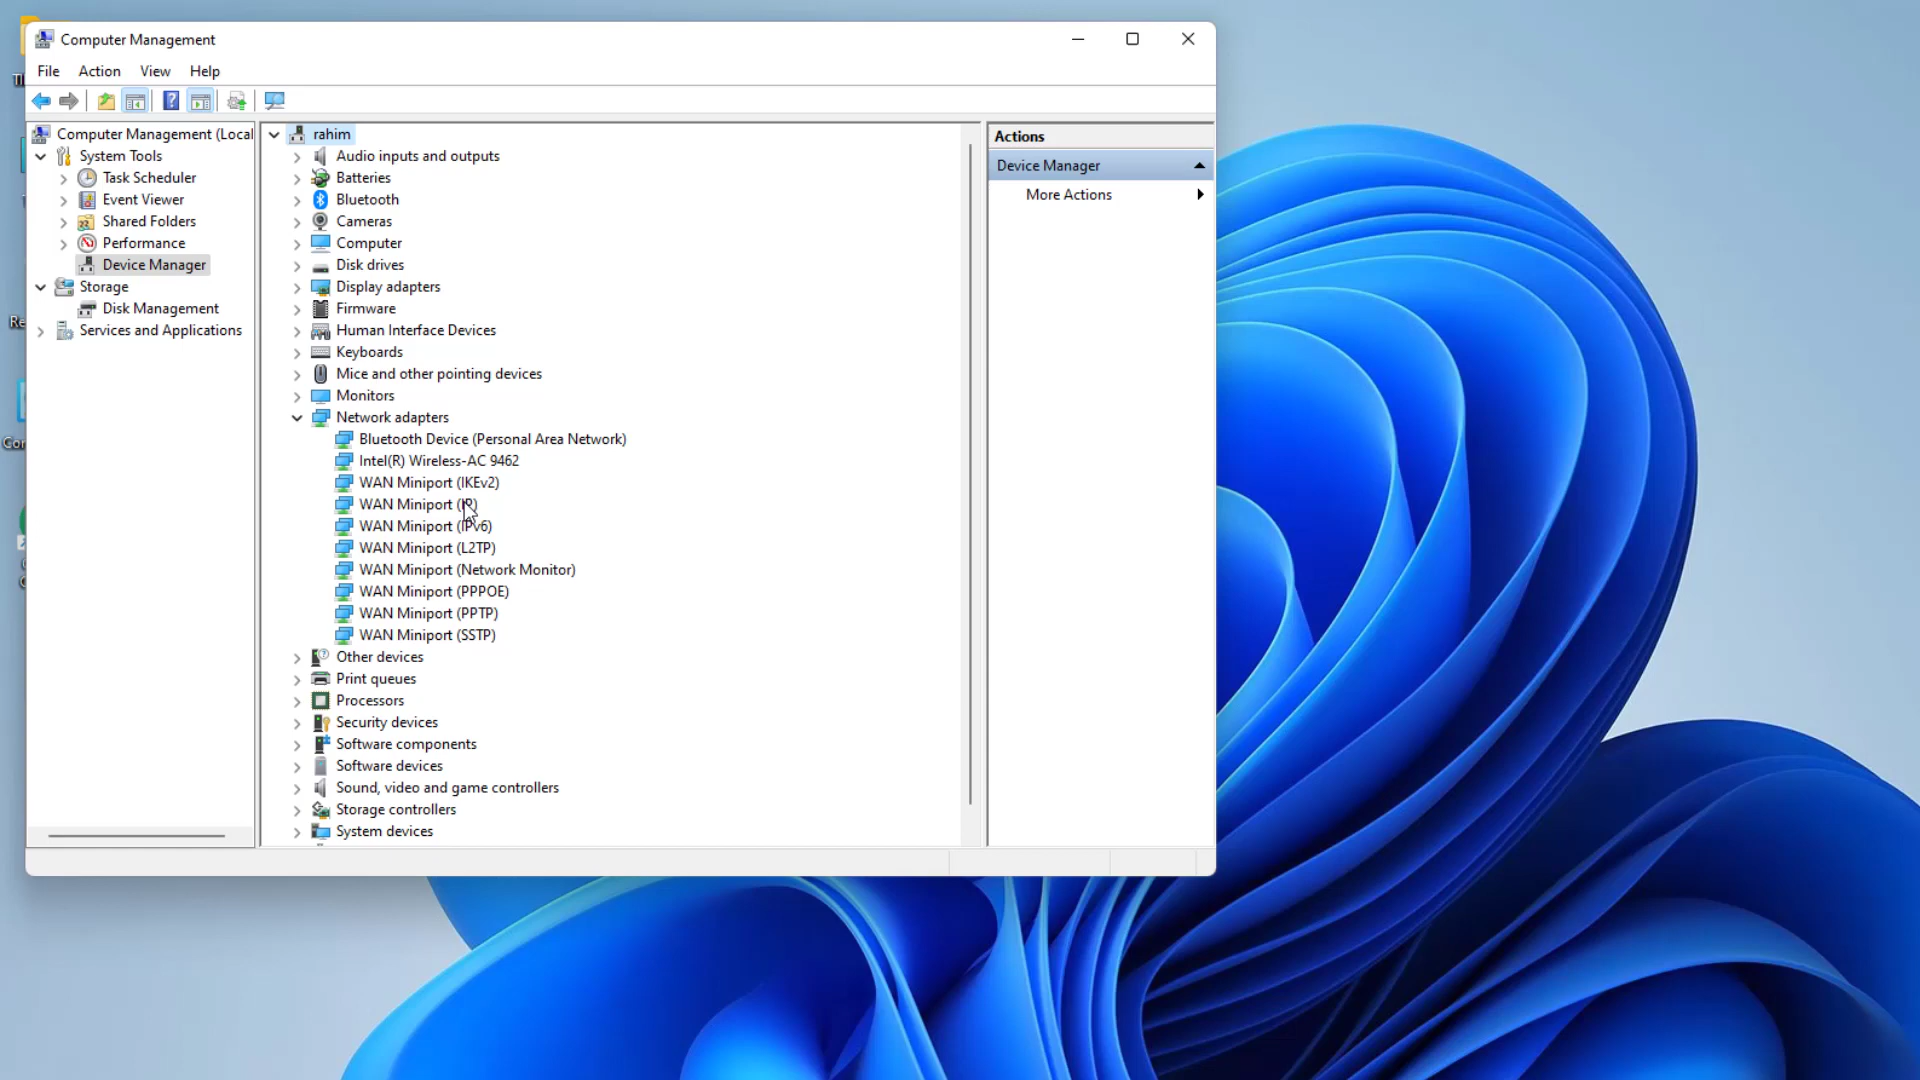 Computer Management
File Action View Help
Computer Management (Local
System Tools
Task Scheduler
Event Viewer
Shared Folders
Performance
Device Manager
Storage
Disk Management
Services and Applications
rahim
Audio inputs and outputs
Batteries
Bluetooth
Cameras
Computer
Disk drives
Display adapters
Firmware
Human Interface Devices
Keyboards
Mice and other pointing devices
Monitors
Network adapters
Bluetooth Device (Personal Area Network)
Intel(R) Wireless-AC 9462
WAN Miniport (IKEv2)
WAN Miniport (IP)
WAN Miniport (IPv6)
WAN Miniport (L2TP)
WAN Miniport (Network Monitor)
WAN Miniport (PPPOE)
WAN Miniport (PPTP)
WAN Miniport (SSTP)
Other devices
Print queues
Processors
Security devices
Software components
Software devices
Sound, video and game controllers
Storage controllers
System devices
Actions
Device Manager
More Actions